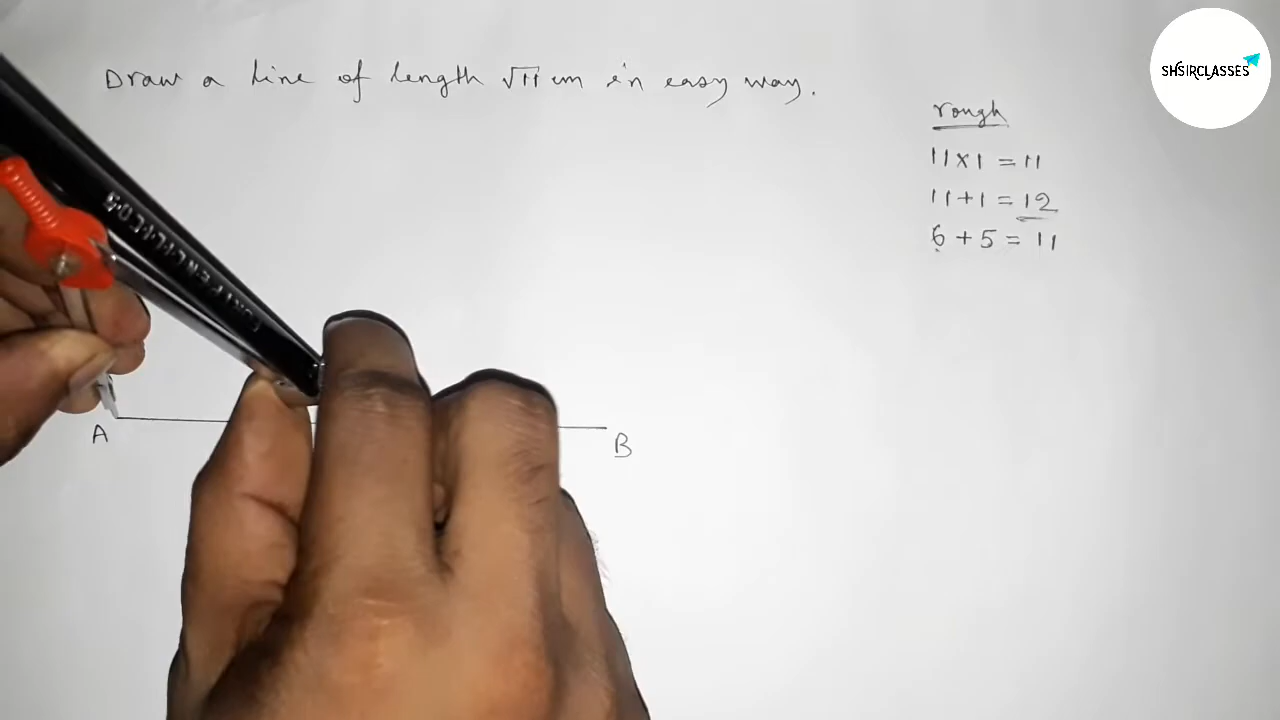 Draw a line of length √11 cm in easy way.
SHSIRCLASSES
rough
11×1 = 11
11+1 = 12
6+5 = 11
A
B